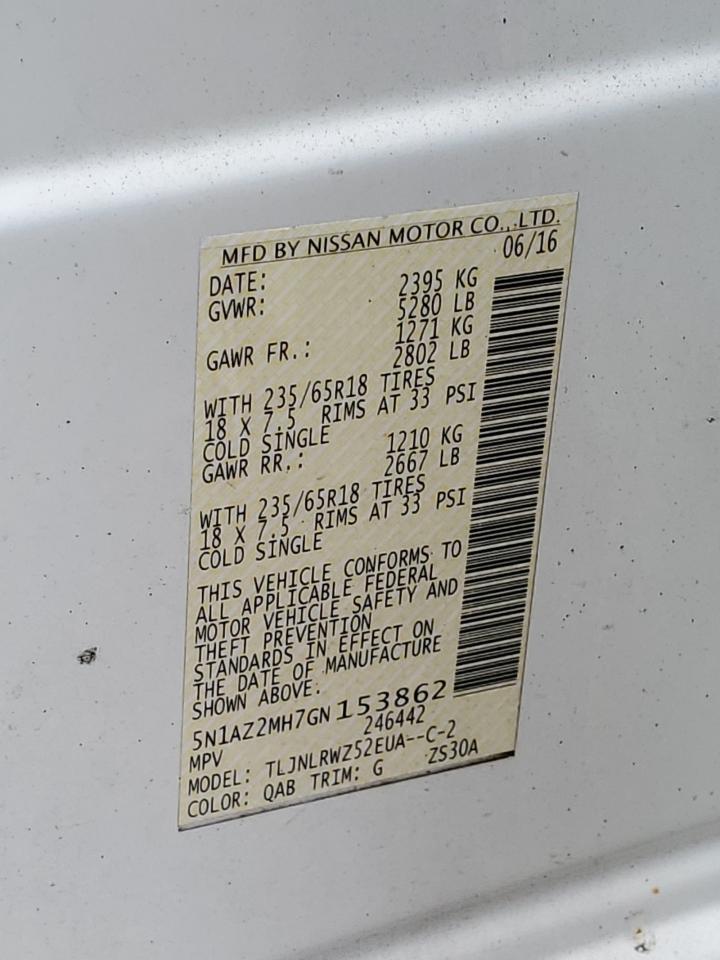 MFD BY NISSAN MOTOR CO., LTD.
DATE: 06/16
GVWR: 2395 KG
5280 LB
GAWR FR.: 1271 KG
2802 LB
WITH 235/65R18 TIRES
18 X 7.5 RIMS AT 33 PSI
COLD SINGLE
GAWR RR.: 1210 KG
2667 LB
WITH 235/65R18 TIRES
18 X 7.5 RIMS AT 33 PSI
COLD SINGLE
THIS VEHICLE CONFORMS TO
ALL APPLICABLE FEDERAL
MOTOR VEHICLE SAFETY AND
THEFT PREVENTION
STANDARDS IN EFFECT ON
THE DATE OF MANUFACTURE
SHOWN ABOVE.
5N1AZ2MH7GN153862
MPV 246442
MODEL: TLJNLRWZ52EUA--C-2
COLOR: QAB TRIM: G ZS30A